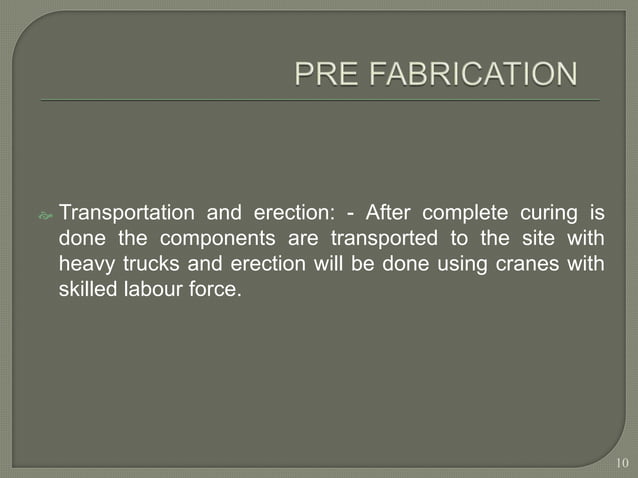 PRE FABRICATION
Transportation and erection: - After complete curing is
done the components are transported to the site with
heavy trucks and erection will be done using cranes with
skilled labour force.
10